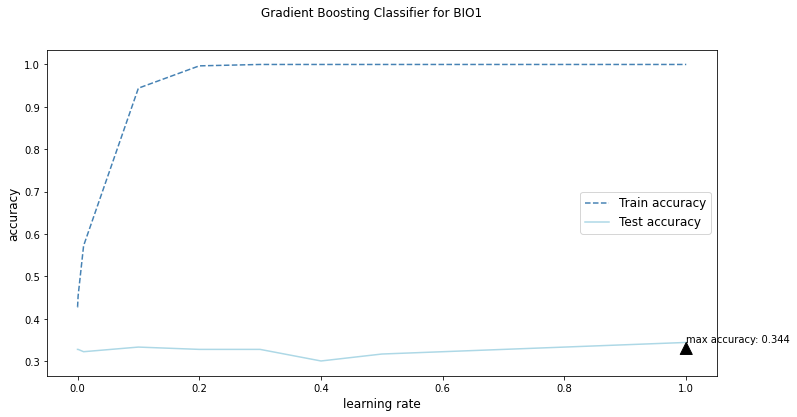 Gradient Boosting Classifier for BIO1
1.0
0.9
0.8
0.7
0.6
0.5
0.4
0.3
accuracy
Train accuracy
Test accuracy
max accuracy: 0.344
0.0 0.2 0.4 0.6 0.8 1.0
learning rate